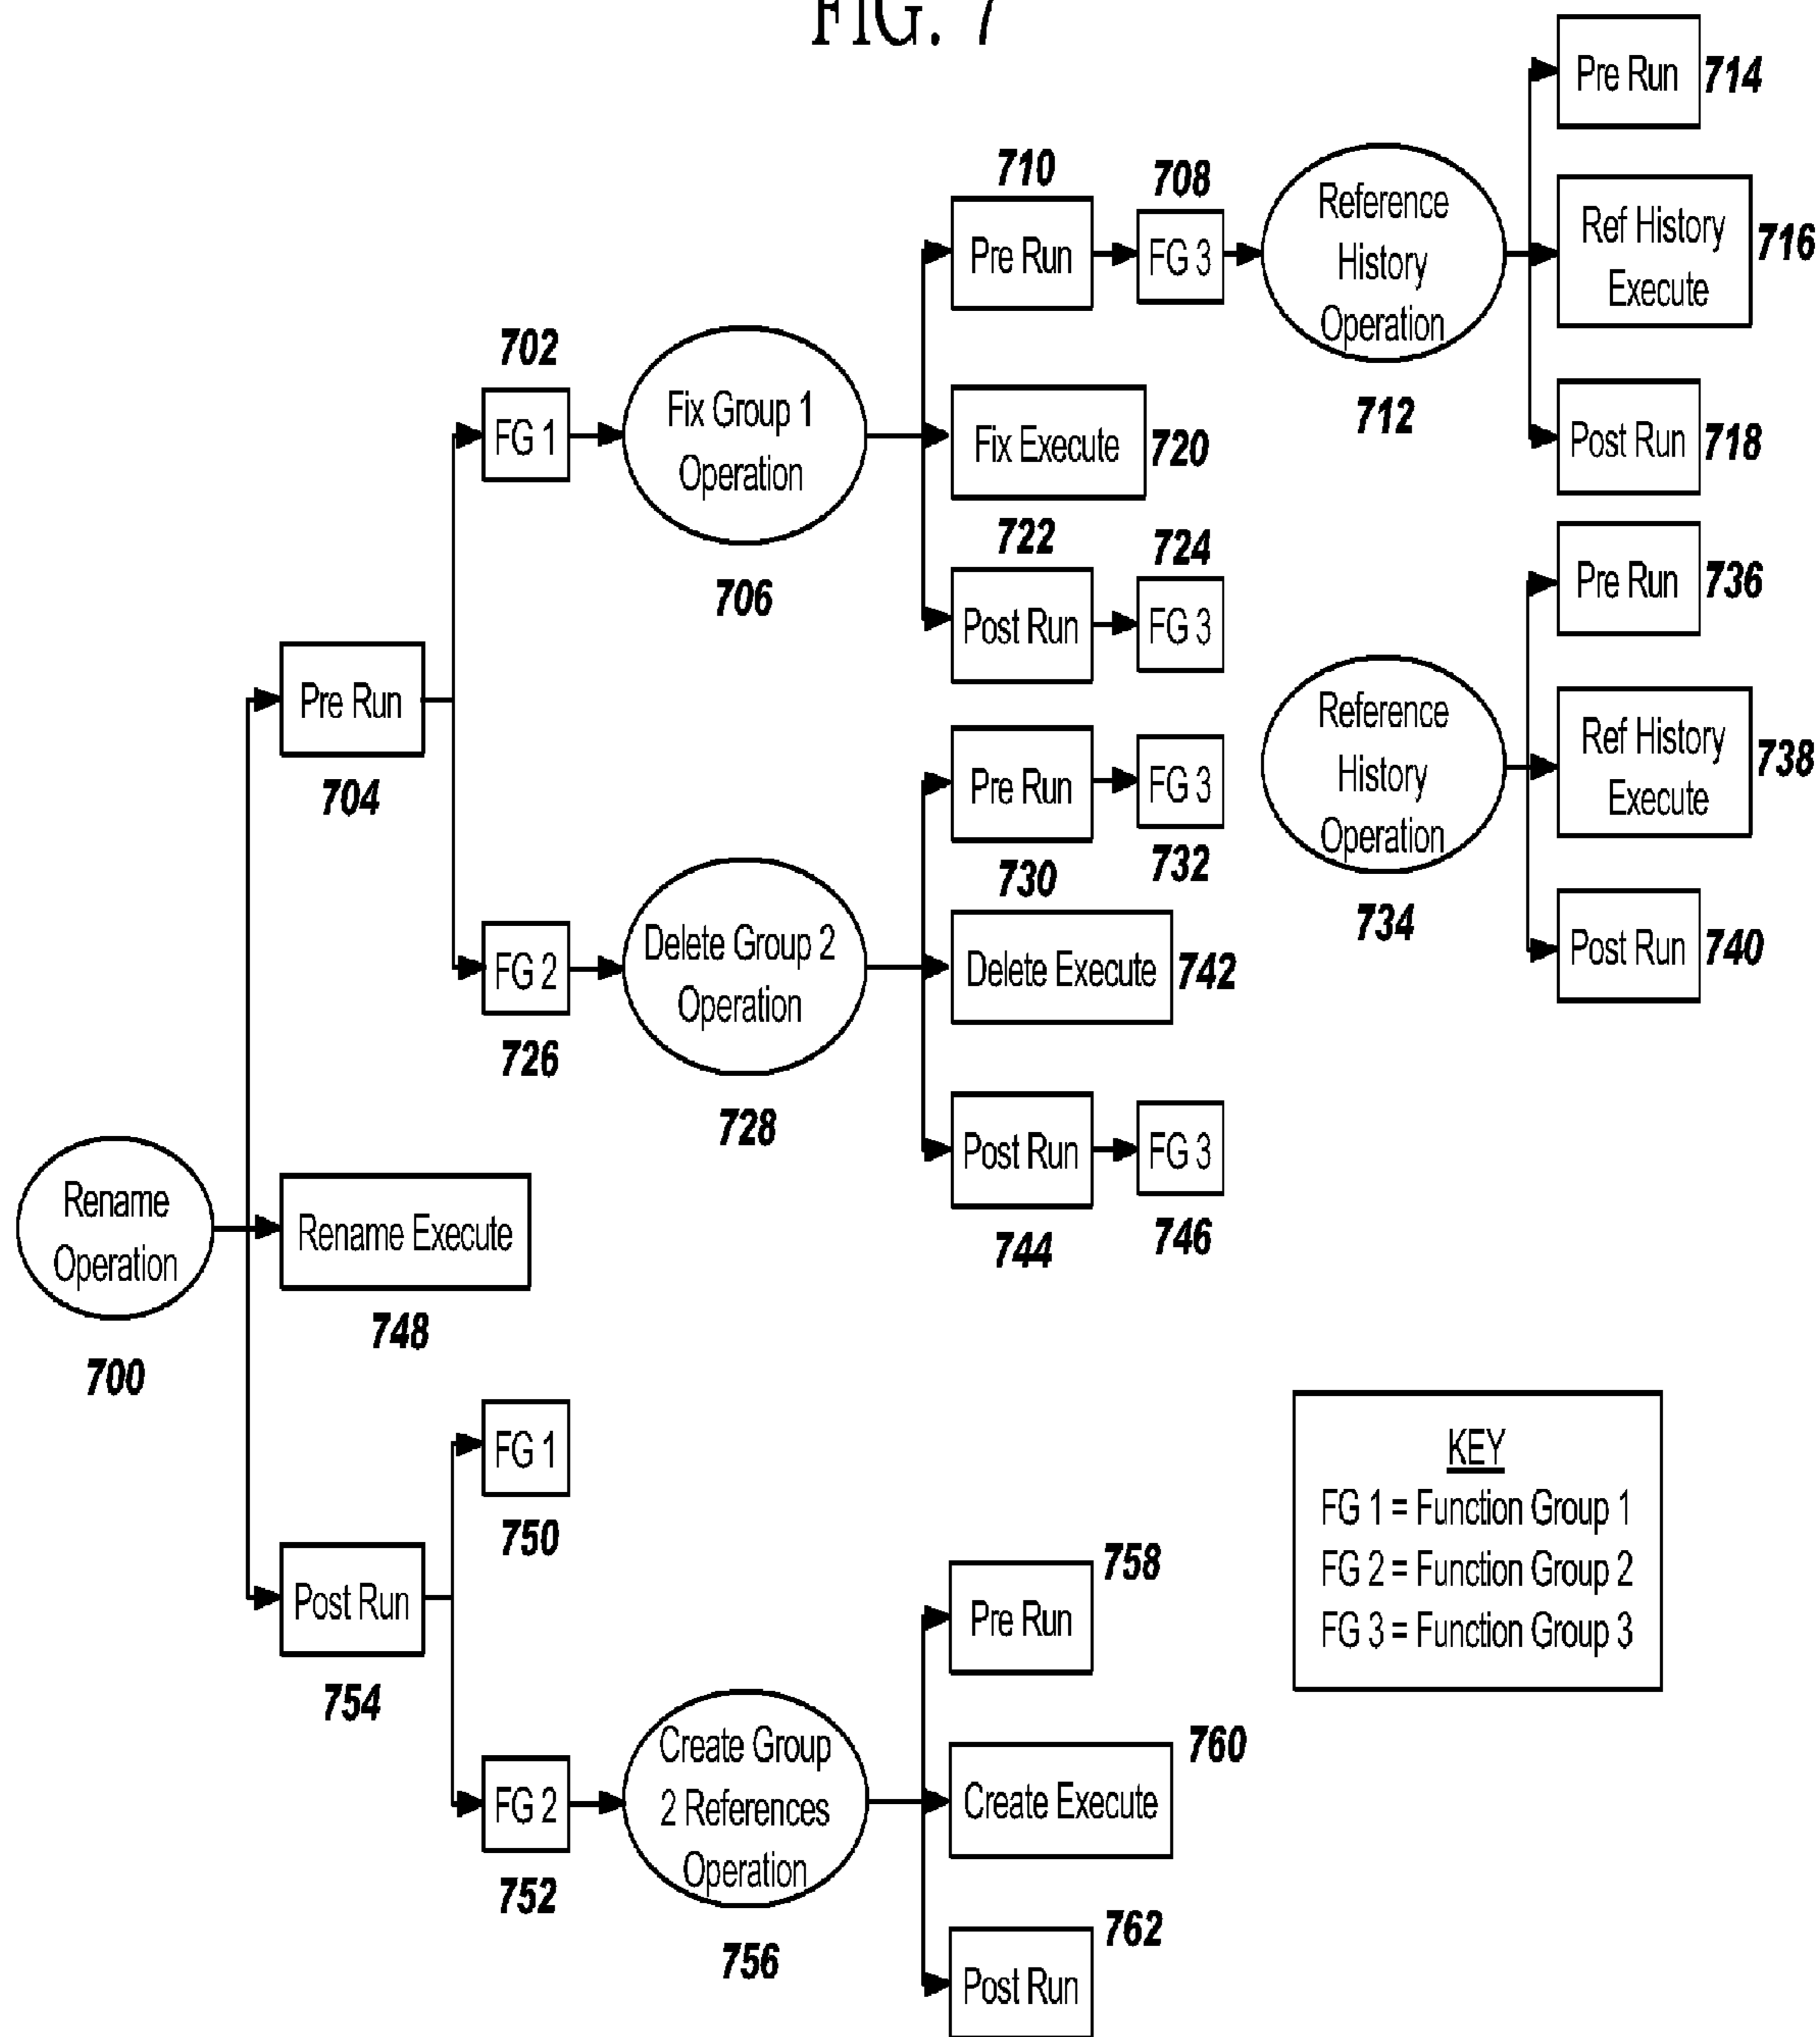 FIG. 7
Pre Run 714
710
708
Reference
History
Operation
Ref History
Execute
716
Pre Run
FG 3
702
712
FG 1
Fix Group 1
Operation
Fix Execute 720
Post Run 718
722
724
706
Post Run
FG 3
Pre Run 736
Pre Run
704
Reference
History
Operation
Ref History
Execute
738
Pre Run
FG 3
730
732
734
FG 2
Delete Group 2
Operation
Delete Execute 742
Post Run 740
726
728
Post Run
FG 3
744
746
Rename
Operation
Rename Execute
748
700
FG 1
750
KEY
FG 1 = Function Group 1
FG 2 = Function Group 2
FG 3 = Function Group 3
Post Run
754
758
Pre Run
FG 2
Create Group
2 References
Operation
760
Create Execute
752
756
762
Post Run